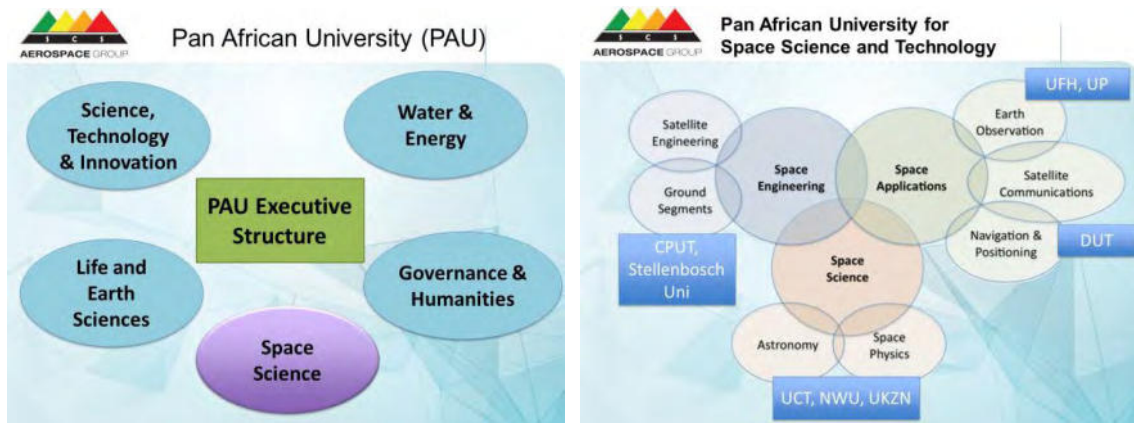 S C S
AEROSPACE GROUP
Pan African University (PAU)
Science,
Technology
& Innovation
Water &
Energy
PAU Executive
Structure
Life and
Earth
Sciences
Governance &
Humanities
Space
Science
S C S
AEROSPACE GROUP
Pan African University for
Space Science and Technology
UFH, UP
Satellite
Engineering
Earth
Observation
Space
Engineering
Space
Applications
Satellite
Communications
Ground
Segments
Navigation &
Positioning
DUT
CPUT,
Stellenbosch
Uni
Space
Science
Astronomy
Space
Physics
UCT, NWU, UKZN